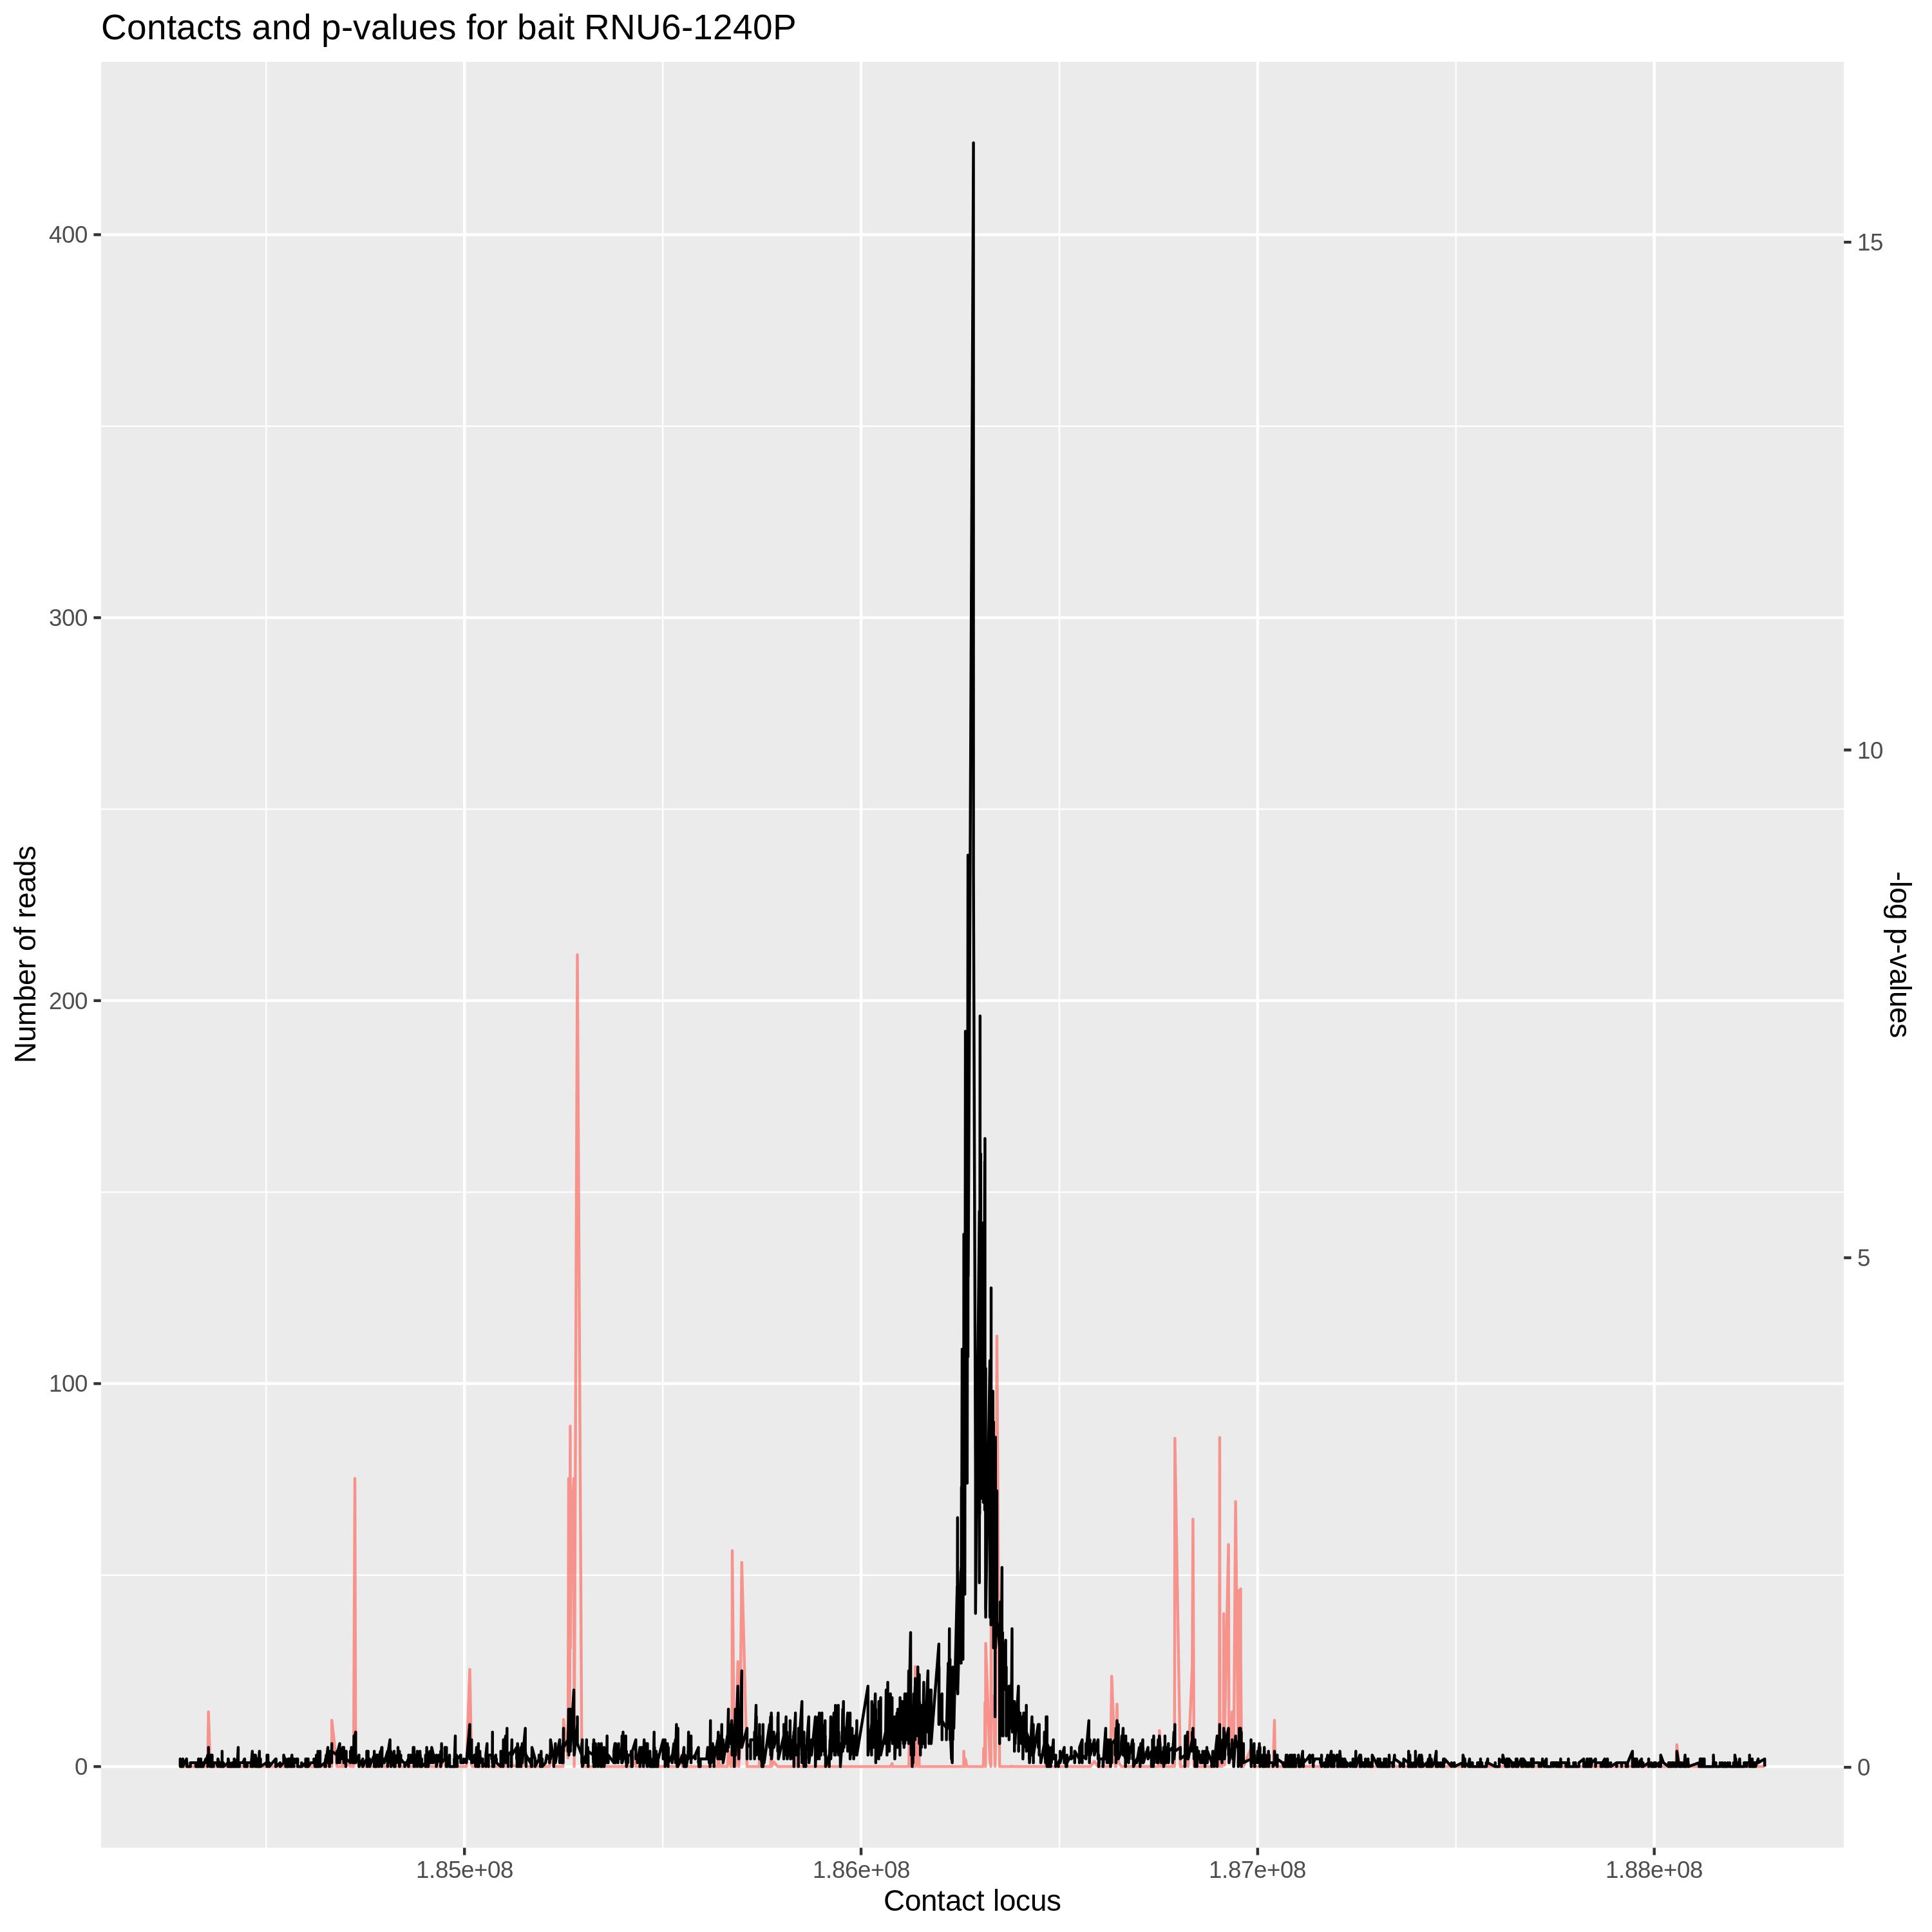 Contacts and p-values for bait RNU6-1240P
Number of reads
400
300
200
100
0
15
10
5
0
-log p-values
1.85e+08 1.86e+08 1.87e+08 1.88e+08
Contact locus